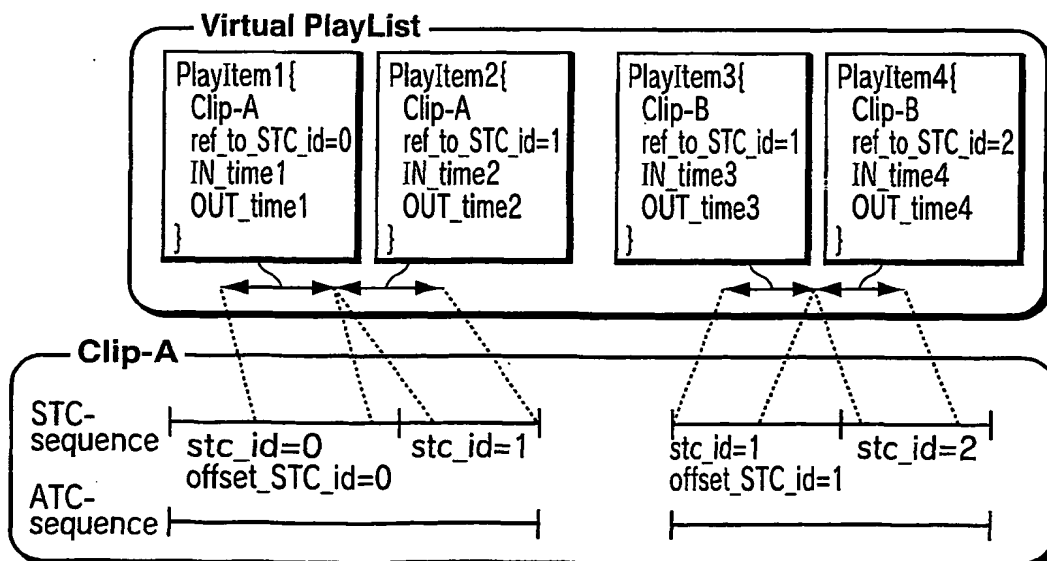 Virtual PlayList
PlayItem1{
Clip-A
ref_to_STC_id=0
IN_time1
OUT_time1
}
PlayItem2{
Clip-A
ref_to_STC_id=1
IN_time2
OUT_time2
}
PlayItem3{
Clip-B
ref_to_STC_id=1
IN_time3
OUT_time3
}
PlayItem4{
Clip-B
ref_to_STC_id=2
IN_time4
OUT_time4
}
Clip-A
STC-
sequence
stc_id=0
offset_STC_id=0
stc_id=1
stc_id=1
offset_STC_id=1
stc_id=2
ATC-
sequence